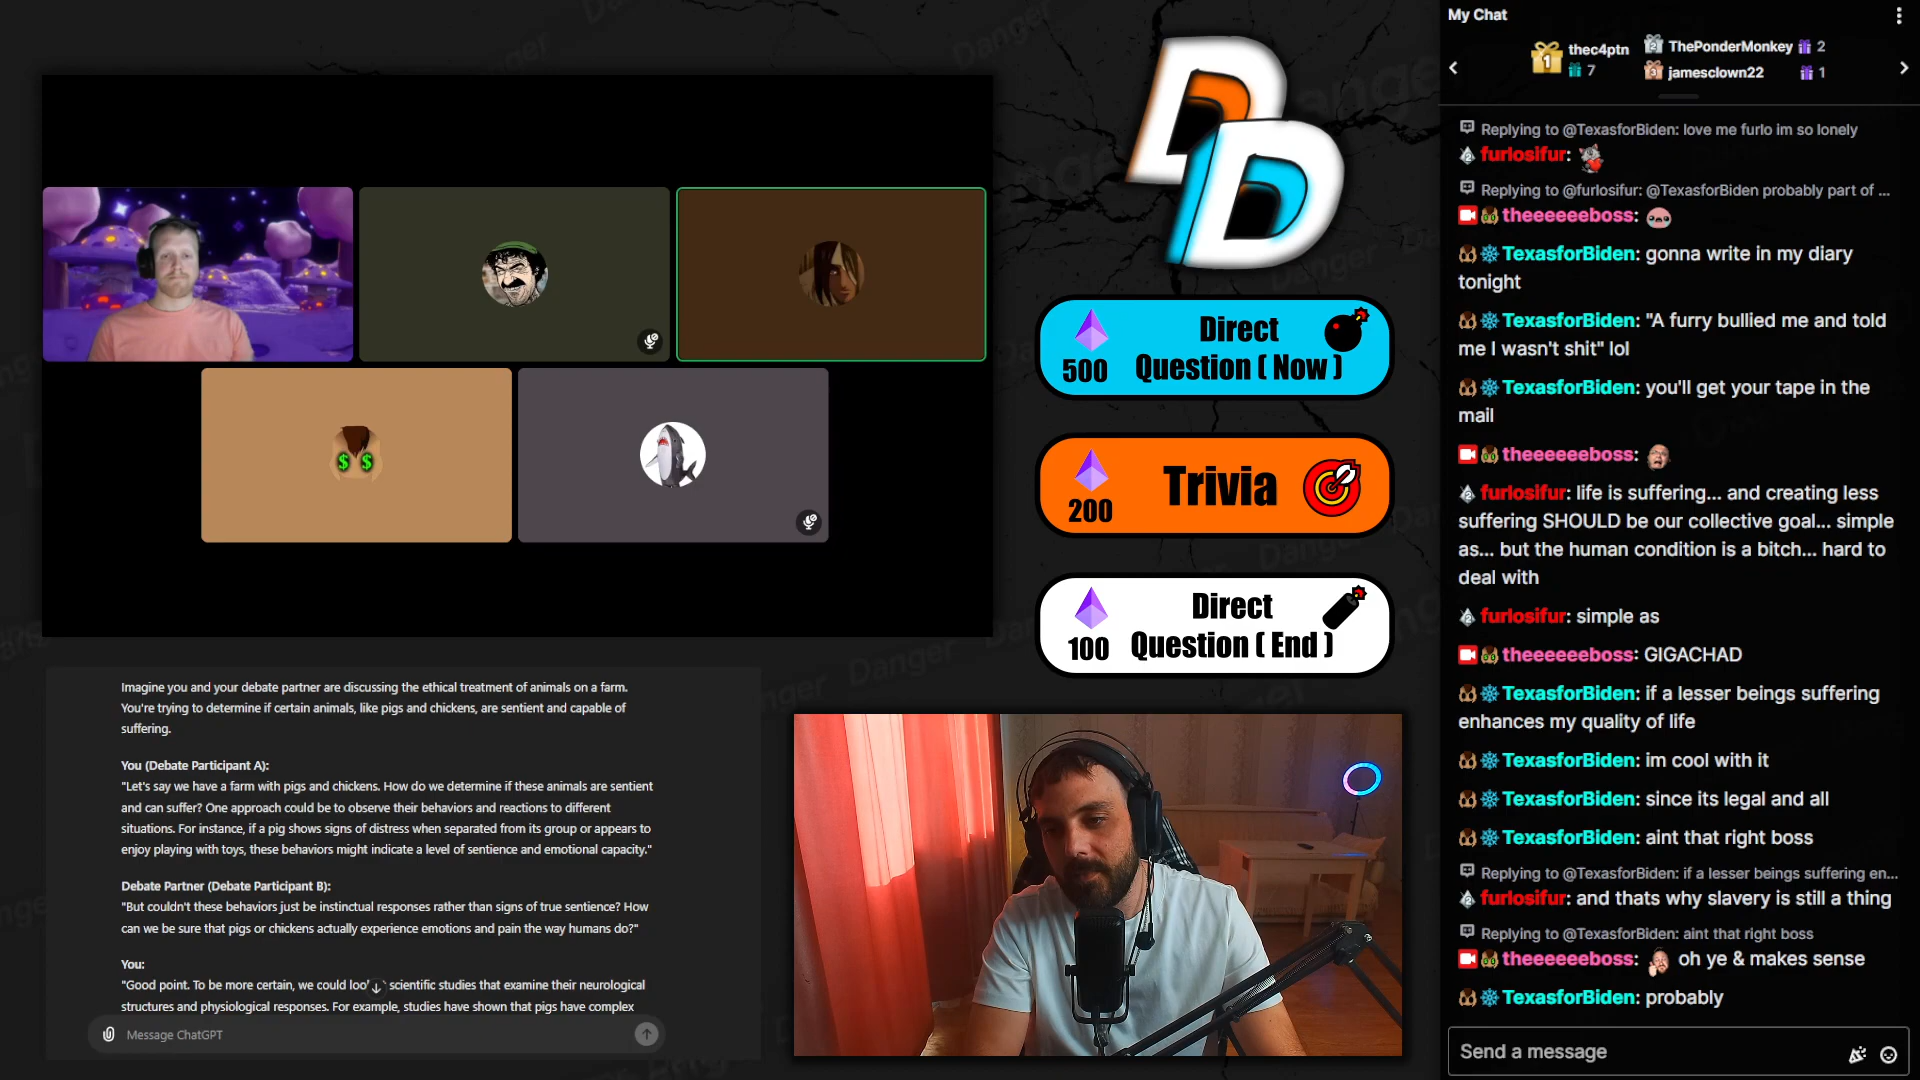 My Chat
thec4ptn
7
ThePonderMonkey 2
jamesclown22 1
Replying to @TexasforBiden: love me furlo im so lonely
furlosifur:
Replying to @furlosifur: @TexasforBiden probably part of ...
theeeeeeboss:
TexasforBiden: gonna write in my diary
tonight
TexasforBiden: "A furry bullied me and told
me I wasn't shit" lol
TexasforBiden: you'll get your tape in the
mail
theeeeeeboss:
furlosifur: life is suffering... and creating less
suffering SHOULD be our collective goal... simple
as... but the human condition is a bitch... hard to
deal with
furlosifur: simple as
theeeeeeboss: GIGACHAD
TexasforBiden: if a lesser beings suffering
enhances my quality of life
TexasforBiden: im cool with it
TexasforBiden: since its legal and all
TexasforBiden: aint that right boss
Replying to @TexasforBiden: if a lesser beings suffering en...
furlosifur: and thats why slavery is still a thing
Replying to @TexasforBiden: aint that right boss
theeeeeeboss: oh ye & makes sense
TexasforBiden: probably
Send a message
DD
500
Direct
Question ( Now )
200
Trivia
100
Direct
Question ( End )
Imagine you and your debate partner are discussing the ethical treatment of animals on a farm.
You're trying to determine if certain animals, like pigs and chickens, are sentient and capable of
suffering.
You (Debate Participant A):
"Let's say we have a farm with pigs and chickens. How do we determine if these animals are sentient
and can suffer? One approach could be to observe their behaviors and reactions to different
situations. For instance, if a pig shows signs of distress when separated from its group or appears to
enjoy playing with toys, these behaviors might indicate a level of sentience and emotional capacity."
Debate Partner (Debate Participant B):
"But couldn't these behaviors just be instinctual responses rather than signs of true sentience? How
can we be sure that pigs or chickens actually experience emotions and pain the way humans do?"
You:
"Good point. To be more certain, we could loo scientific studies that examine their neurological
structures and physiological responses. For example, studies have shown that pigs have complex
Message ChatGPT